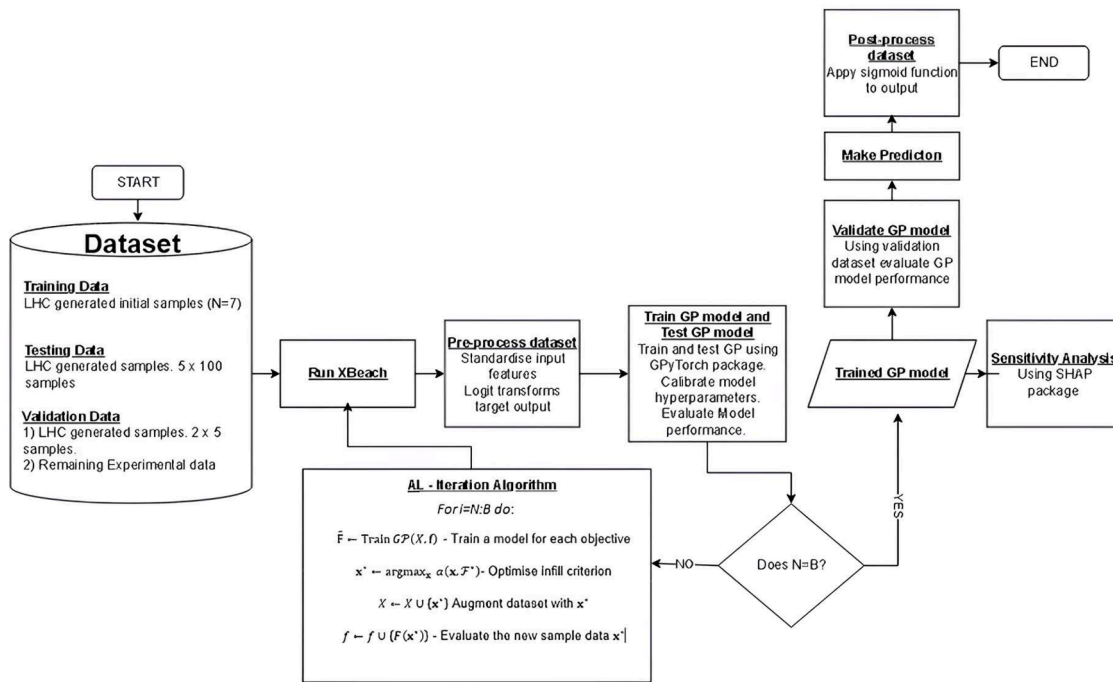 START
Dataset
Training Data
LHC generated initial samples (N=7)
Testing Data
LHC generated samples. 5 x 100
samples
Validation Data
1) LHC generated samples. 2 x 5
samples.
2) Remaining Experimental data
Run XBeach
Pre-process dataset
Standardise input
features
Logit transforms
target output
Train GP model and
Test GP model
Train and test GP using
GPyTorch package.
Calibrate model
hyperparameters.
Evaluate Model
performance.
AL - Iteration Algorithm
For i=N:B do:
F̄ ← Train 𝒢𝒫(X, f) - Train a model for each objective
x* ← argmaxₓ α(x, ℱ*)- Optimise infill criterion
X ← X ∪ {x*} Augment dataset with x*
f ← f ∪ {F(x*)} - Evaluate the new sample data x*
Does N=B?
NO
YES
Trained GP model
Sensitivity Analysis
Using SHAP
package
Validate GP model
Using validation
dataset evaluate GP
model performance
Make Predicton
Post-process
dataset
Appy sigmoid function
to output
END